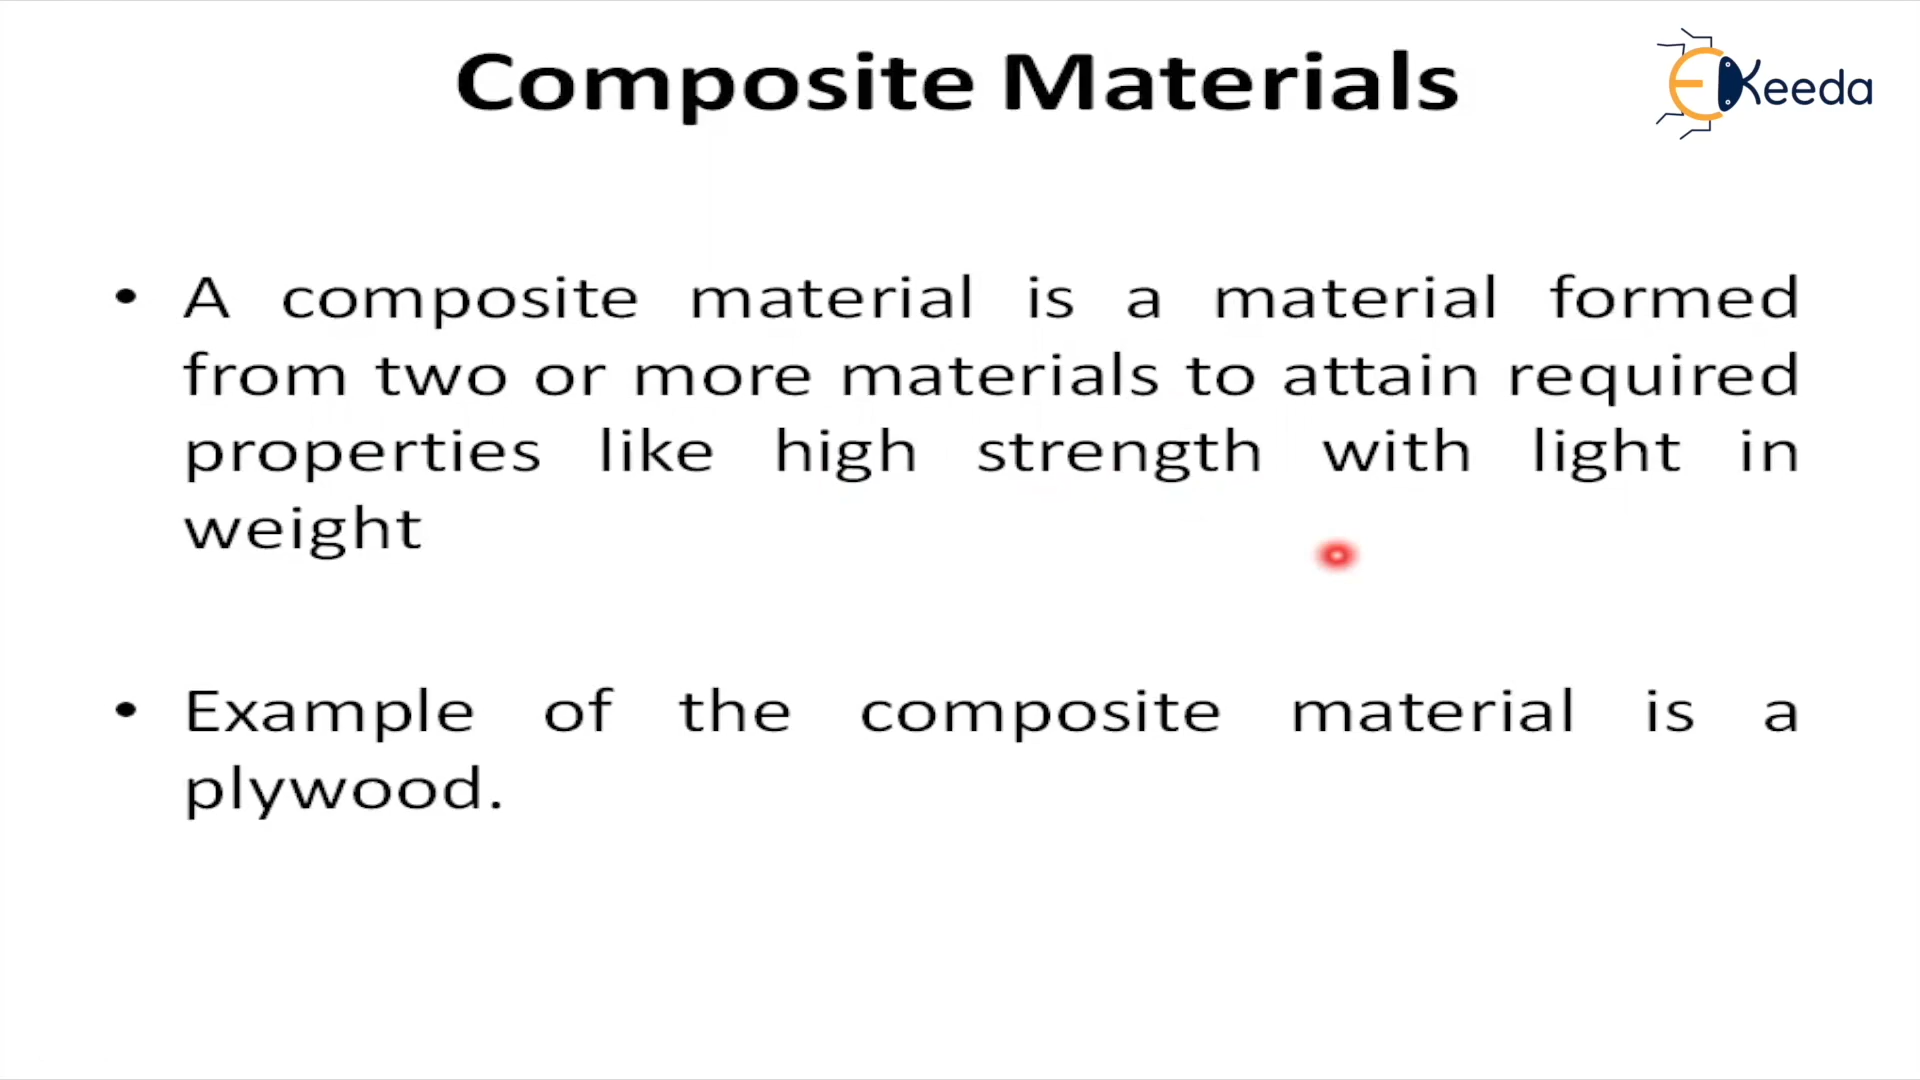 Composite Materials
EKeeda
• A composite material is a material formed
from two or more materials to attain required
properties like high strength with light in
weight
• Example of the composite material is a
plywood.